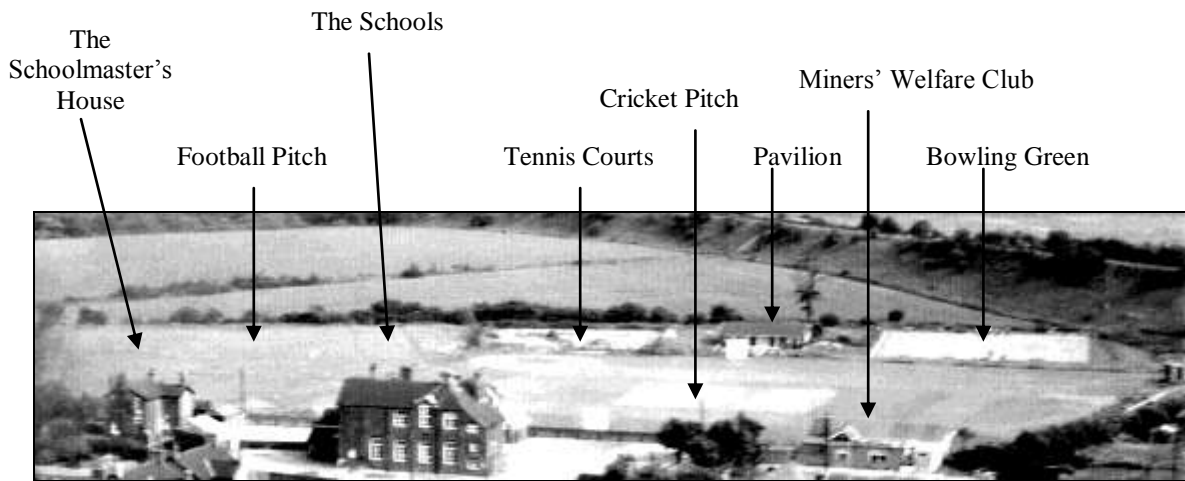 The
Schoolmaster's
House
The Schools
Football Pitch
Tennis Courts
Cricket Pitch
Pavilion
Miners' Welfare Club
Bowling Green